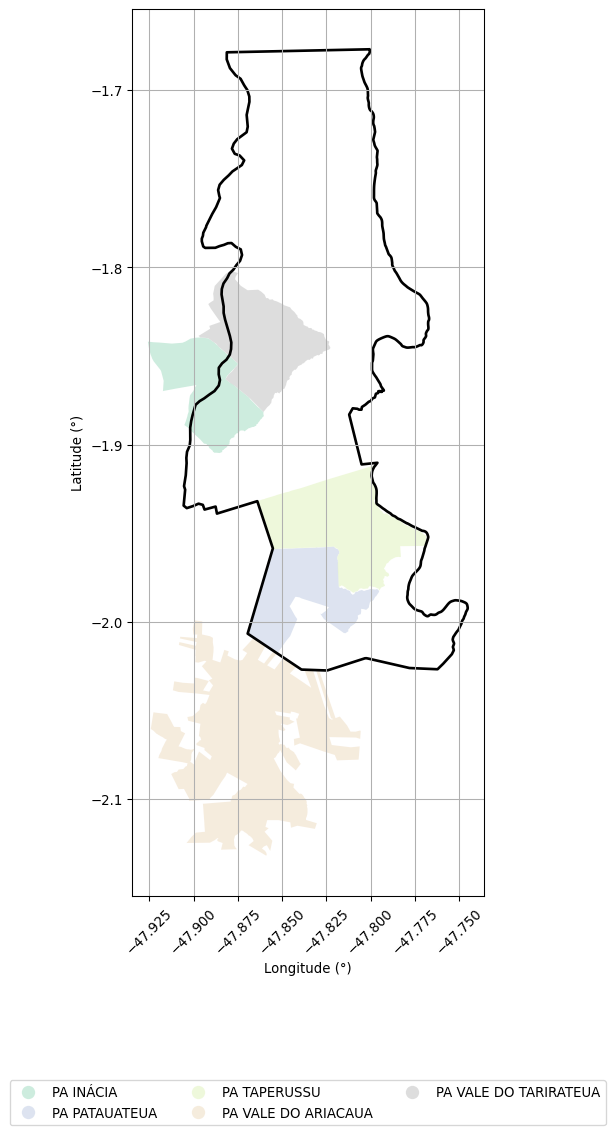 −1.7
−1.8
−1.9
−2.0
−2.1
Latitude (°)
−47.925
−47.900
−47.875
−47.850
−47.825
−47.800
−47.775
−47.750
Longitude (°)
PA INÁCIA
PA PATAUATEUA
PA TAPERUSSU
PA VALE DO ARIACAUA
PA VALE DO TARIRATEUA